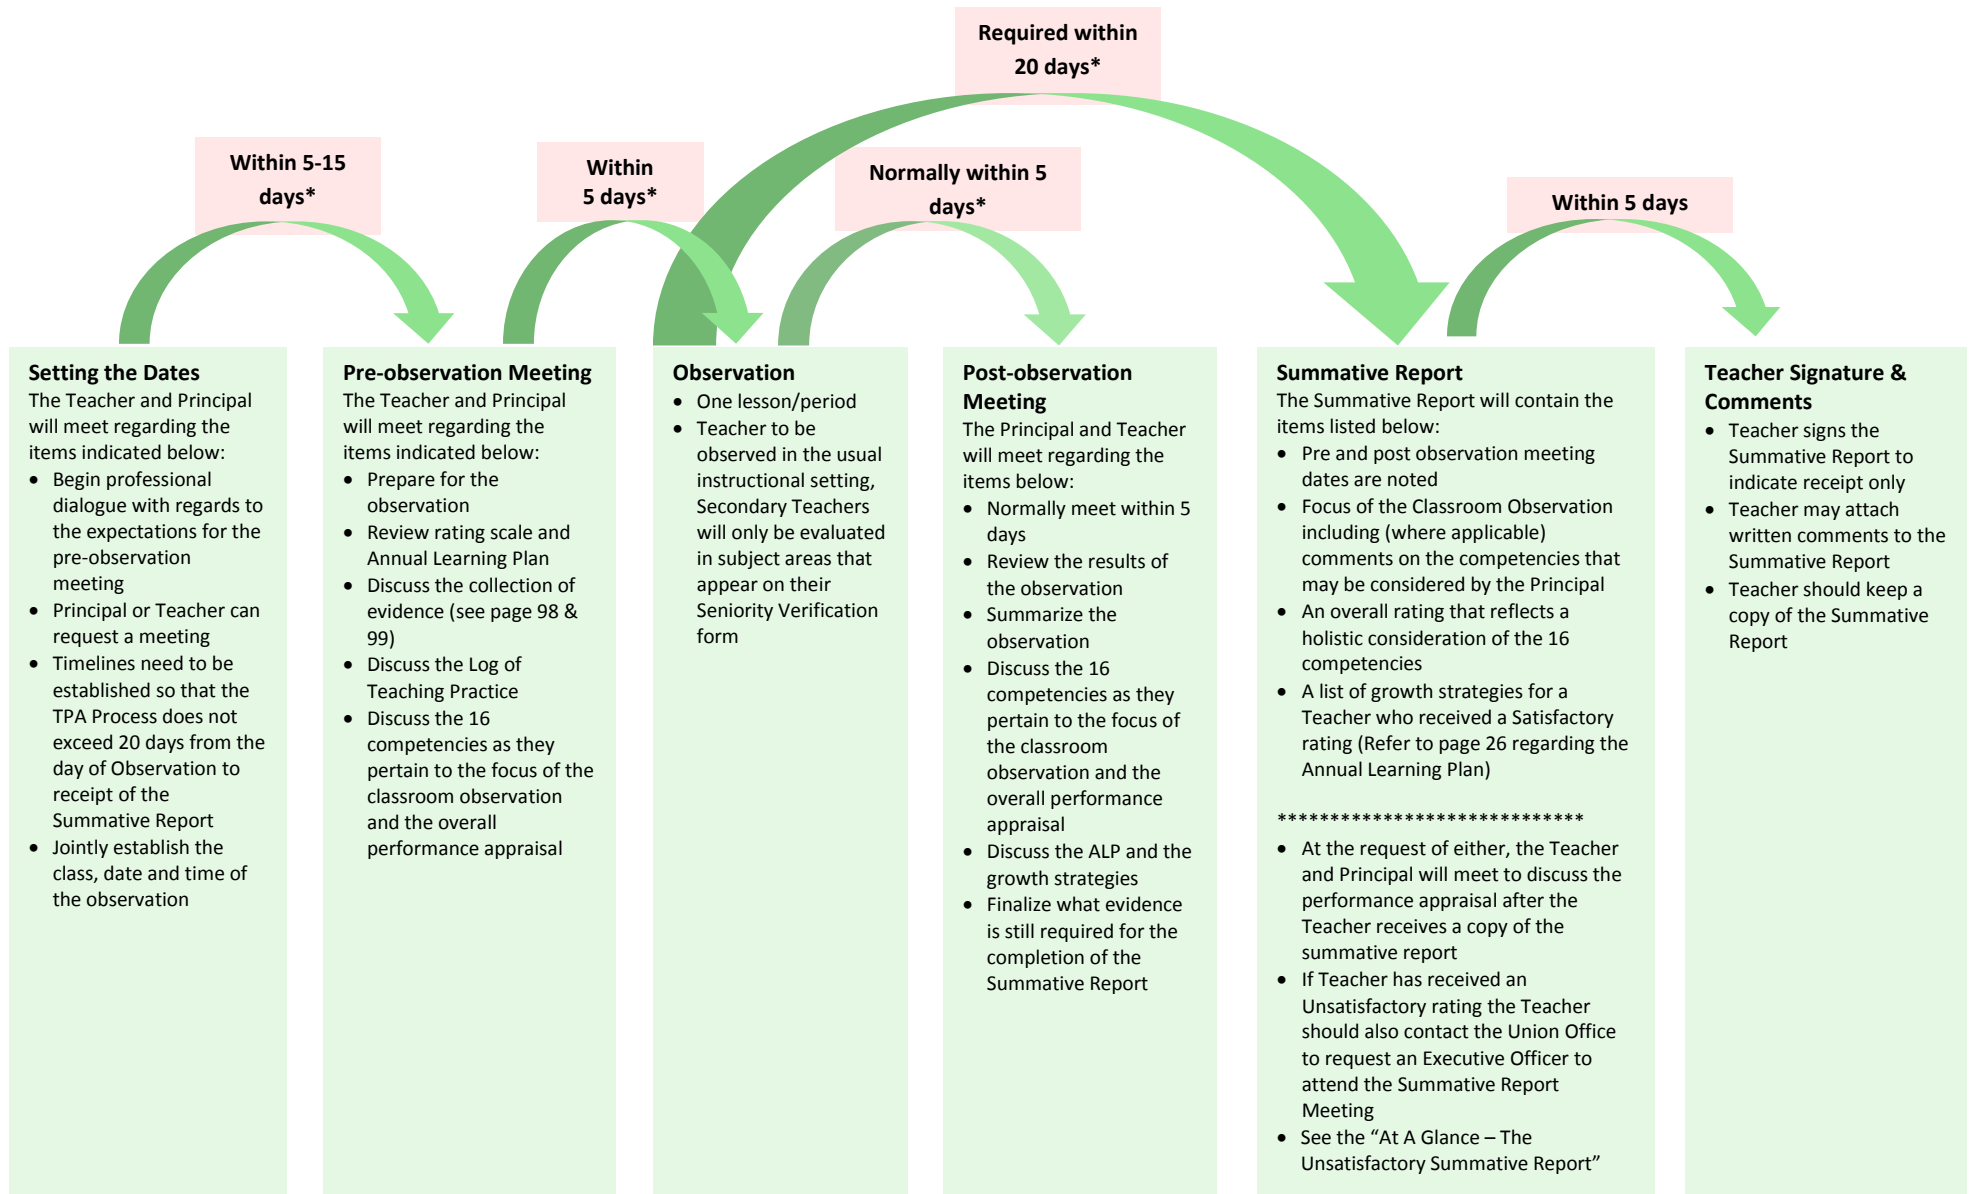 Required within
20 days*
Within 5-15
days*
Within
5 days*
Normally within 5
days*
Within 5 days
Setting the Dates
The Teacher and Principal
will meet regarding the
items indicated below:
• Begin professional
dialogue with regards to
the expectations for the
pre-observation
meeting
• Principal or Teacher can
request a meeting
• Timelines need to be
established so that the
TPA Process does not
exceed 20 days from the
day of Observation to
receipt of the
Summative Report
• Jointly establish the
class, date and time of
the observation
Pre-observation Meeting
The Teacher and Principal
will meet regarding the
items indicated below:
• Prepare for the
observation
• Review rating scale and
Annual Learning Plan
• Discuss the collection of
evidence (see page 98 &
99)
• Discuss the Log of
Teaching Practice
• Discuss the 16
competencies as they
pertain to the focus of the
classroom observation
and the overall
performance appraisal
Observation
• One lesson/period
• Teacher to be
observed in the usual
instructional setting,
Secondary Teachers
will only be evaluated
in subject areas that
appear on their
Seniority Verification
form
Post-observation
Meeting
The Principal and Teacher
will meet regarding the
items below:
• Normally meet within 5
days
• Review the results of
the observation
• Summarize the
observation
• Discuss the 16
competencies as they
pertain to the focus of
the classroom
observation and the
overall performance
appraisal
• Discuss the ALP and the
growth strategies
• Finalize what evidence
is still required for the
completion of the
Summative Report
Summative Report
The Summative Report will contain the
items listed below:
• Pre and post observation meeting
dates are noted
• Focus of the Classroom Observation
including (where applicable)
comments on the competencies that
may be considered by the Principal
• An overall rating that reflects a
holistic consideration of the 16
competencies
• A list of growth strategies for a
Teacher who received a Satisfactory
rating (Refer to page 26 regarding the
Annual Learning Plan)
*****************************
• At the request of either, the Teacher
and Principal will meet to discuss the
performance appraisal after the
Teacher receives a copy of the
summative report
• If Teacher has received an
Unsatisfactory rating the Teacher
should also contact the Union Office
to request an Executive Officer to
attend the Summative Report
Meeting
• See the “At A Glance – The
Unsatisfactory Summative Report”
Teacher Signature &
Comments
• Teacher signs the
Summative Report to
indicate receipt only
• Teacher may attach
written comments to the
Summative Report
• Teacher should keep a
copy of the Summative
Report